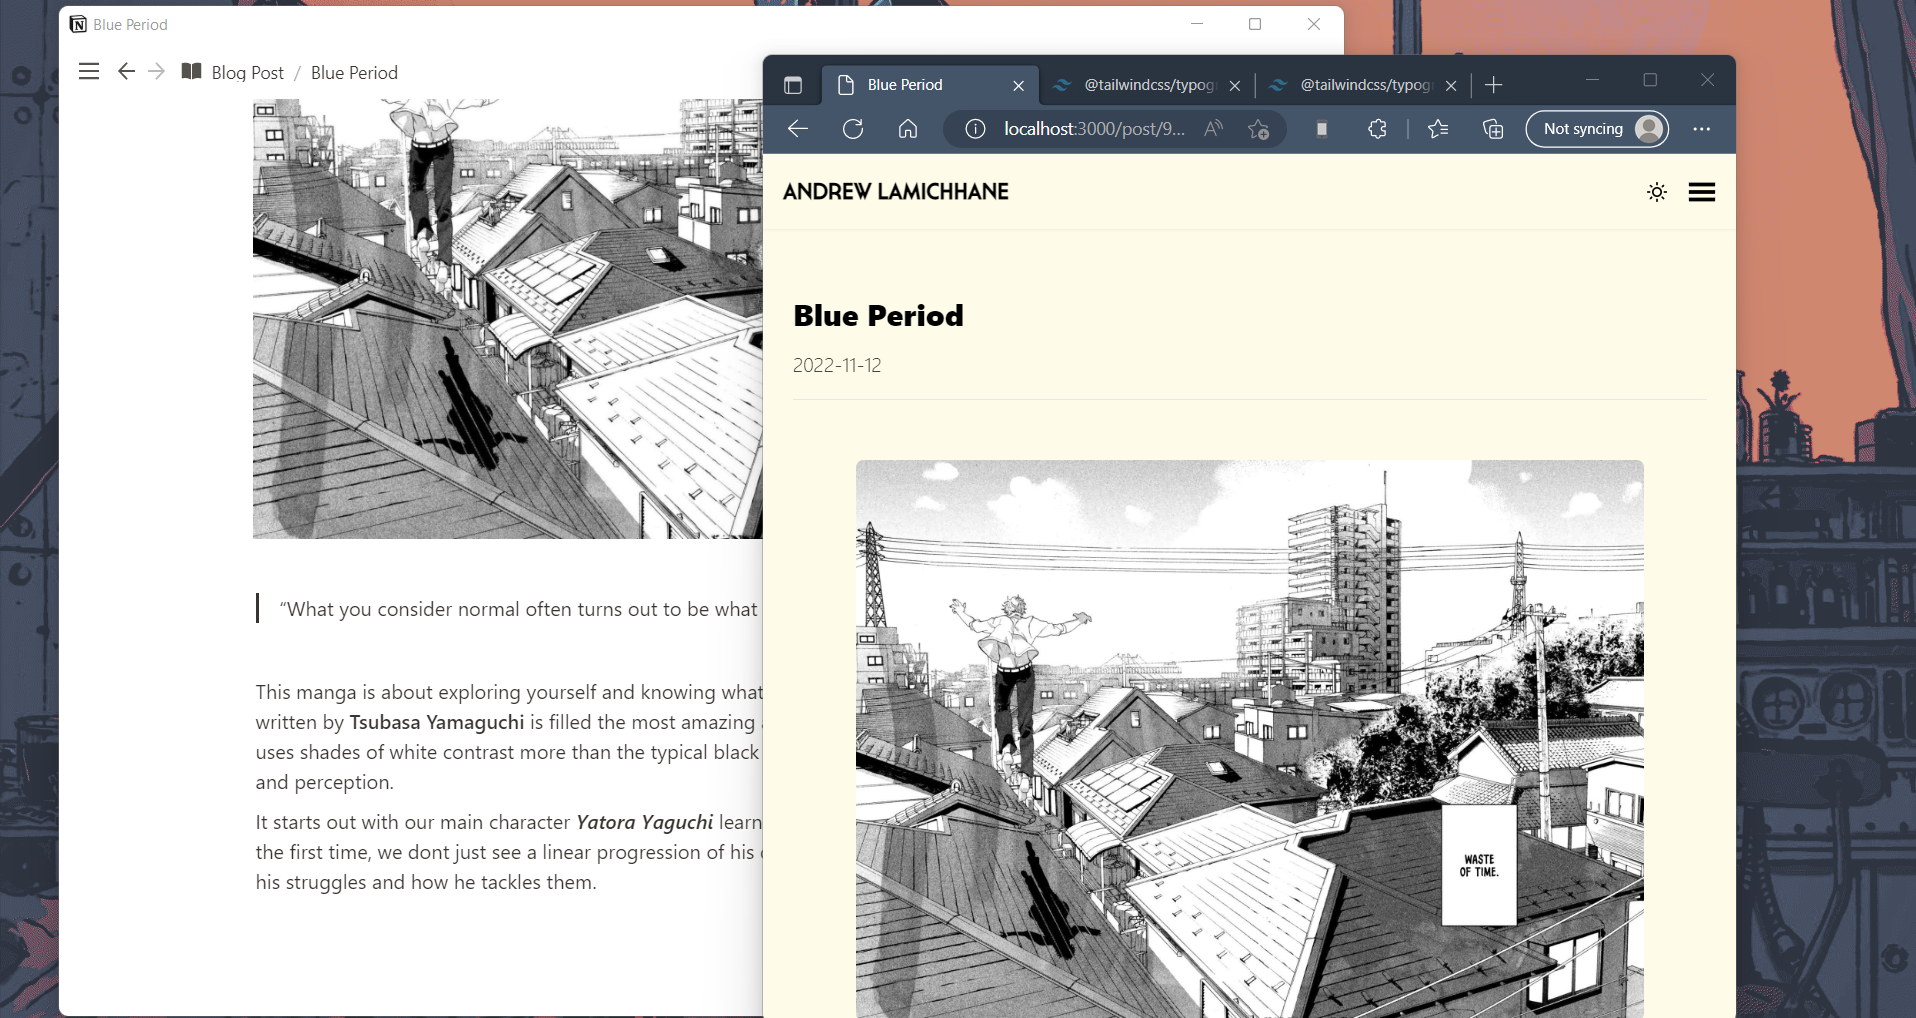 Blue Period
Blog Post / Blue Period
“What you consider normal often turns out to be what
This manga is about exploring yourself and knowing what
written by Tsubasa Yamaguchi is filled the most amazing
uses shades of white contrast more than the typical black
and perception.
It starts out with our main character Yatora Yaguchi learn
the first time, we dont just see a linear progression of his
his struggles and how he tackles them.
Blue Period
@tailwindcss/typog
@tailwindcss/typog
localhost:3000/post/9...
Not syncing
ANDREW LAMICHHANE
Blue Period
2022-11-12
WASTE
OF TIME.